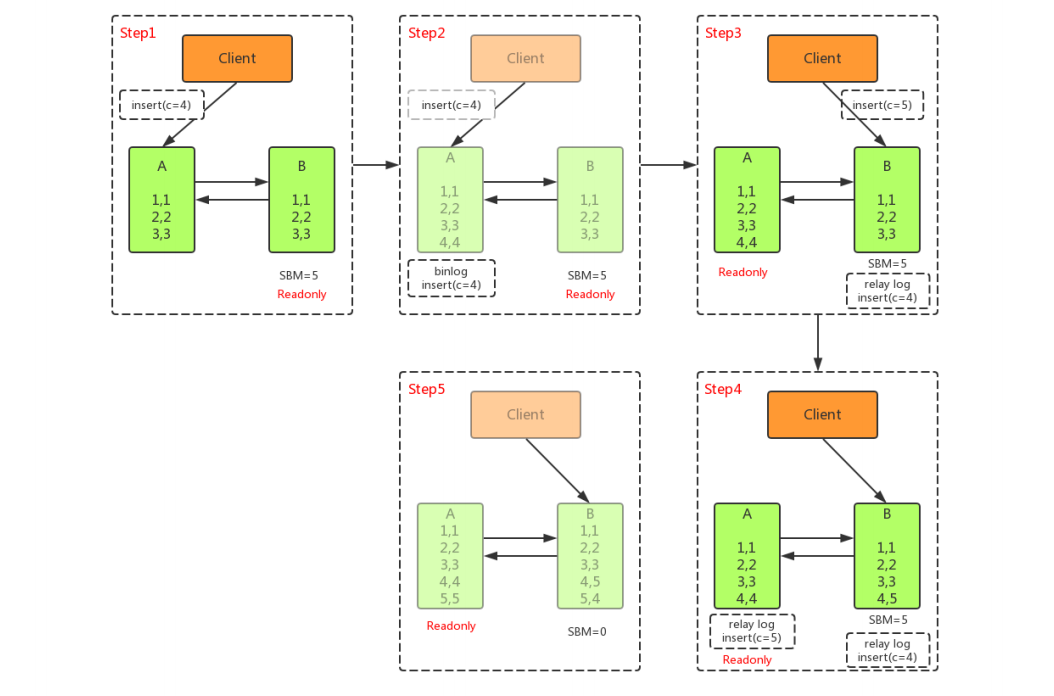 Step1
Client
insert(c=4)
A
1,1
2,2
3,3
B
1,1
2,2
3,3
SBM=5
Readonly
Step2
Client
insert(c=4)
A
1,1
2,2
3,3
4,4
binlog
insert(c=4)
B
1,1
2,2
3,3
SBM=5
Readonly
Step3
Client
insert(c=5)
A
1,1
2,2
3,3
4,4
Readonly
B
1,1
2,2
3,3
SBM=5
relay log
insert(c=4)
Step4
Client
A
1,1
2,2
3,3
4,4
relay log
insert(c=5)
Readonly
B
1,1
2,2
3,3
4,5
SBM=5
relay log
insert(c=4)
Step5
Client
A
1,1
2,2
3,3
4,4
5,5
Readonly
B
1,1
2,2
3,3
4,5
5,4
SBM=0